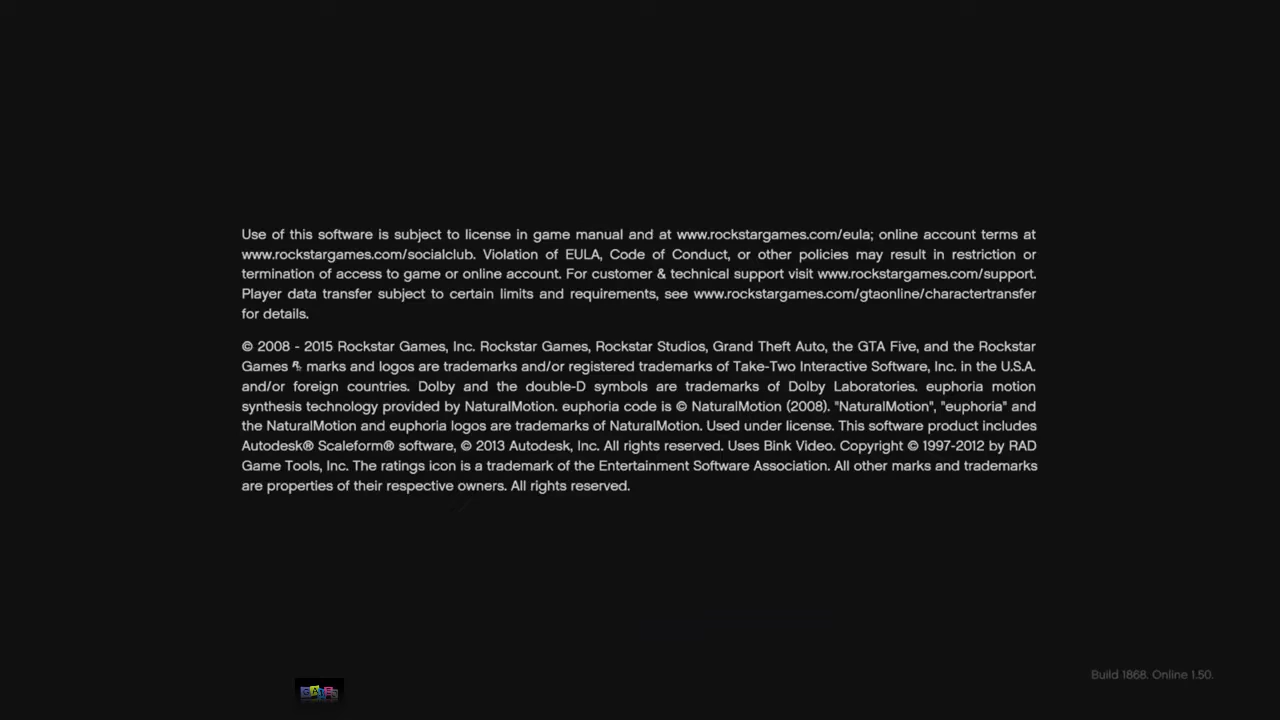 Use of this software is subject to license in game manual and at www.rockstargames.com/eula; online account terms at
www.rockstargames.com/socialclub. Violation of EULA, Code of Conduct, or other policies may result in restriction or
termination of access to game or online account. For customer & technical support visit www.rockstargames.com/support.
Player data transfer subject to certain limits and requirements, see www.rockstargames.com/gtaonline/charactertransfer
for details.
© 2008 - 2015 Rockstar Games, Inc. Rockstar Games, Rockstar Studios, Grand Theft Auto, the GTA Five, and the Rockstar
Games R* marks and logos are trademarks and/or registered trademarks of Take-Two Interactive Software, Inc. in the U.S.A.
and/or foreign countries. Dolby and the double-D symbols are trademarks of Dolby Laboratories. euphoria motion
synthesis technology provided by NaturalMotion. euphoria code is © NaturalMotion (2008). "NaturalMotion", "euphoria" and
the NaturalMotion and euphoria logos are trademarks of NaturalMotion. Used under license. This software product includes
Autodesk® Scaleform® software, © 2013 Autodesk, Inc. All rights reserved. Uses Bink Video. Copyright © 1997-2012 by RAD
Game Tools, Inc. The ratings icon is a trademark of the Entertainment Software Association. All other marks and trademarks
are properties of their respective owners. All rights reserved.
Build 1868. Online 1.50.
GAMES